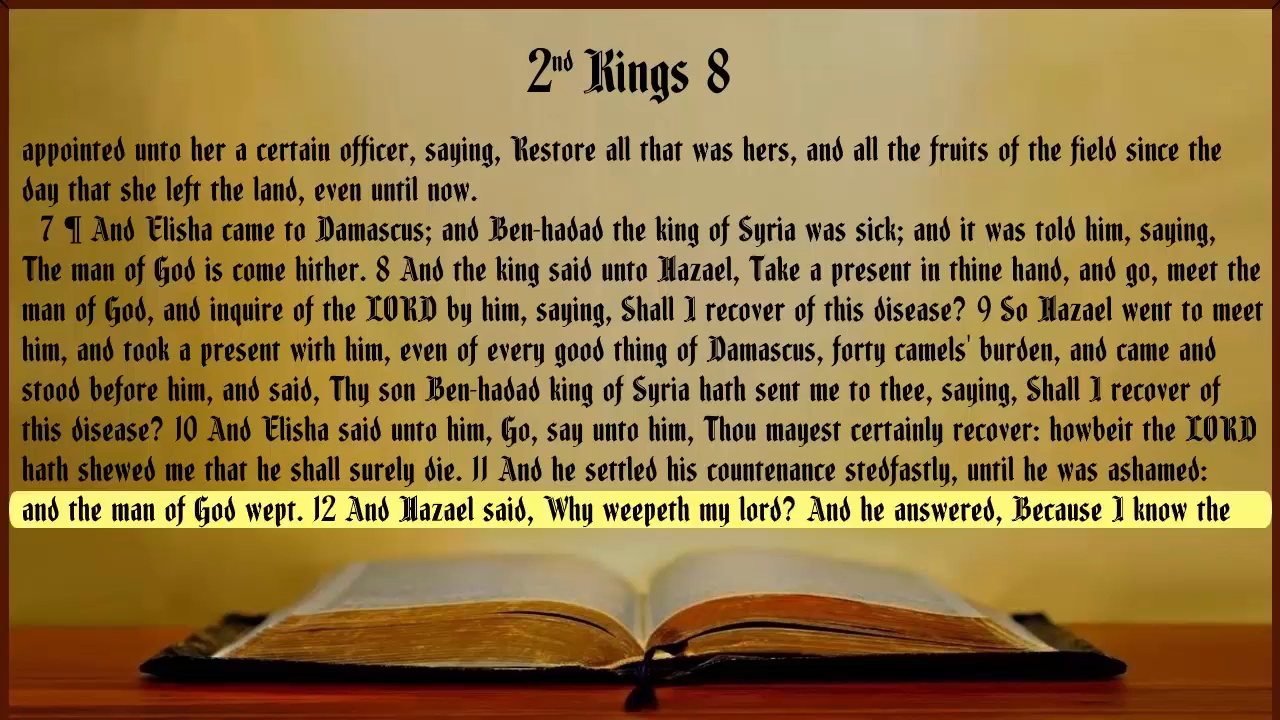 2nd Kings 8
appointed unto her a certain officer, saying, Restore all that was hers, and all the fruits of the field since the
day that she left the land, even until now.
7 ¶ And Elisha came to Damascus; and Ben-hadad the king of Syria was sick; and it was told him, saying,
The man of God is come hither. 8 And the king said unto Hazael, Take a present in thine hand, and go, meet the
man of God, and inquire of the LORD by him, saying, Shall I recover of this disease? 9 So Hazael went to meet
him, and took a present with him, even of every good thing of Damascus, forty camels' burden, and came and
stood before him, and said, Thy son Ben-hadad king of Syria hath sent me to thee, saying, Shall I recover of
this disease? 10 And Elisha said unto him, Go, say unto him, Thou mayest certainly recover: howbeit the LORD
hath shewed me that he shall surely die. 11 And he settled his countenance stedfastly, until he was ashamed:
and the man of God wept. 12 And Hazael said, Why weepeth my lord? And he answered, Because I know the